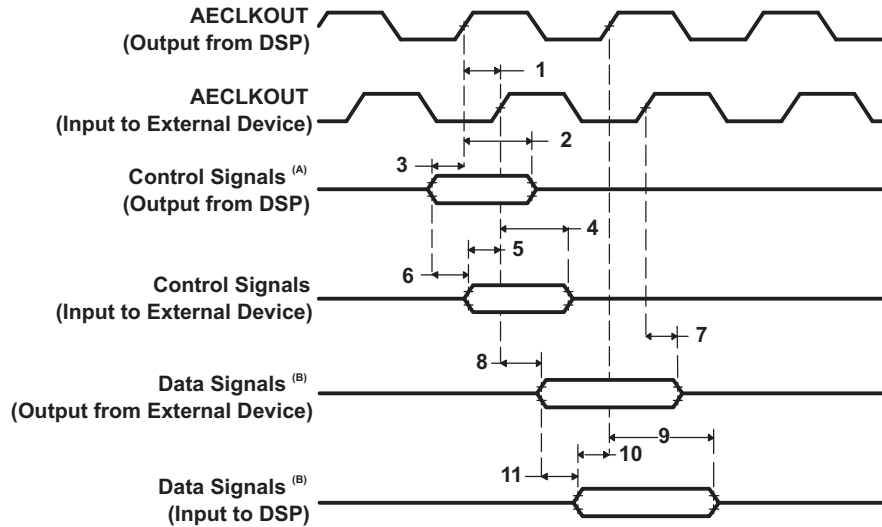 AECLKOUT
(Output from DSP)
1
AECLKOUT
(Input to External Device)
2
3
Control Signals (A)
(Output from DSP)
4
5
6
Control Signals
(Input to External Device)
7
8
Data Signals (B)
(Output from External Device)
9
10
11
Data Signals (B)
(Input to DSP)